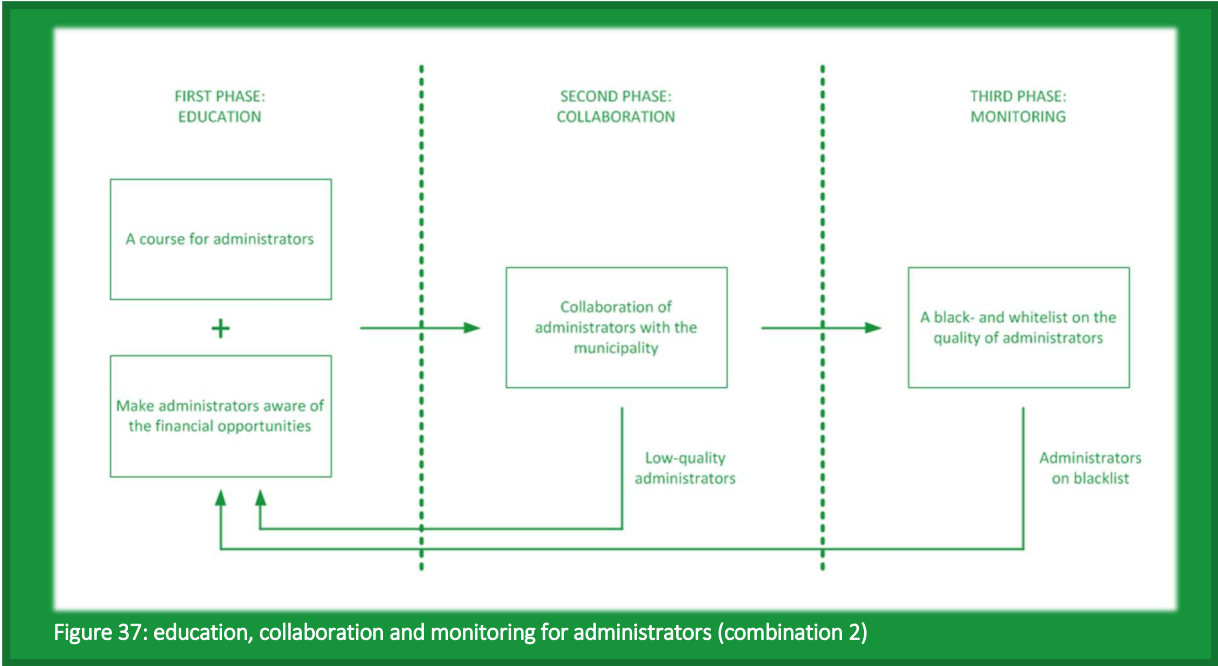 FIRST PHASE:
EDUCATION
SECOND PHASE:
COLLABORATION
THIRD PHASE:
MONITORING
A course for administrators
+
Make administrators aware of
the financial opportunities
Collaboration of
administrators with the
municipality
A black- and whitelist on the
quality of administrators
Low-quality
administrators
Administrators
on blacklist
Figure 37: education, collaboration and monitoring for administrators (combination 2)